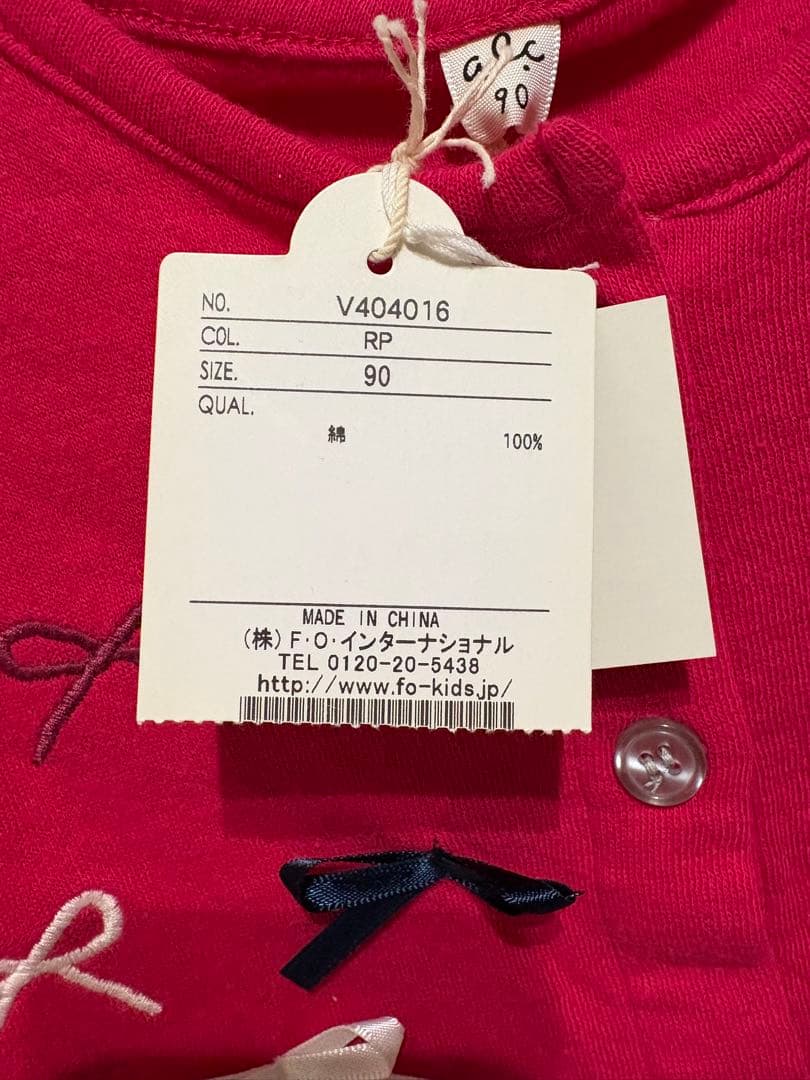 90
NO. V404016
COL. RP
SIZE. 90
QUAL.
綿 100%
MADE IN CHINA
(株)F・O・インターナショナル
TEL 0120-20-5438
http://www.fo-kids.jp/